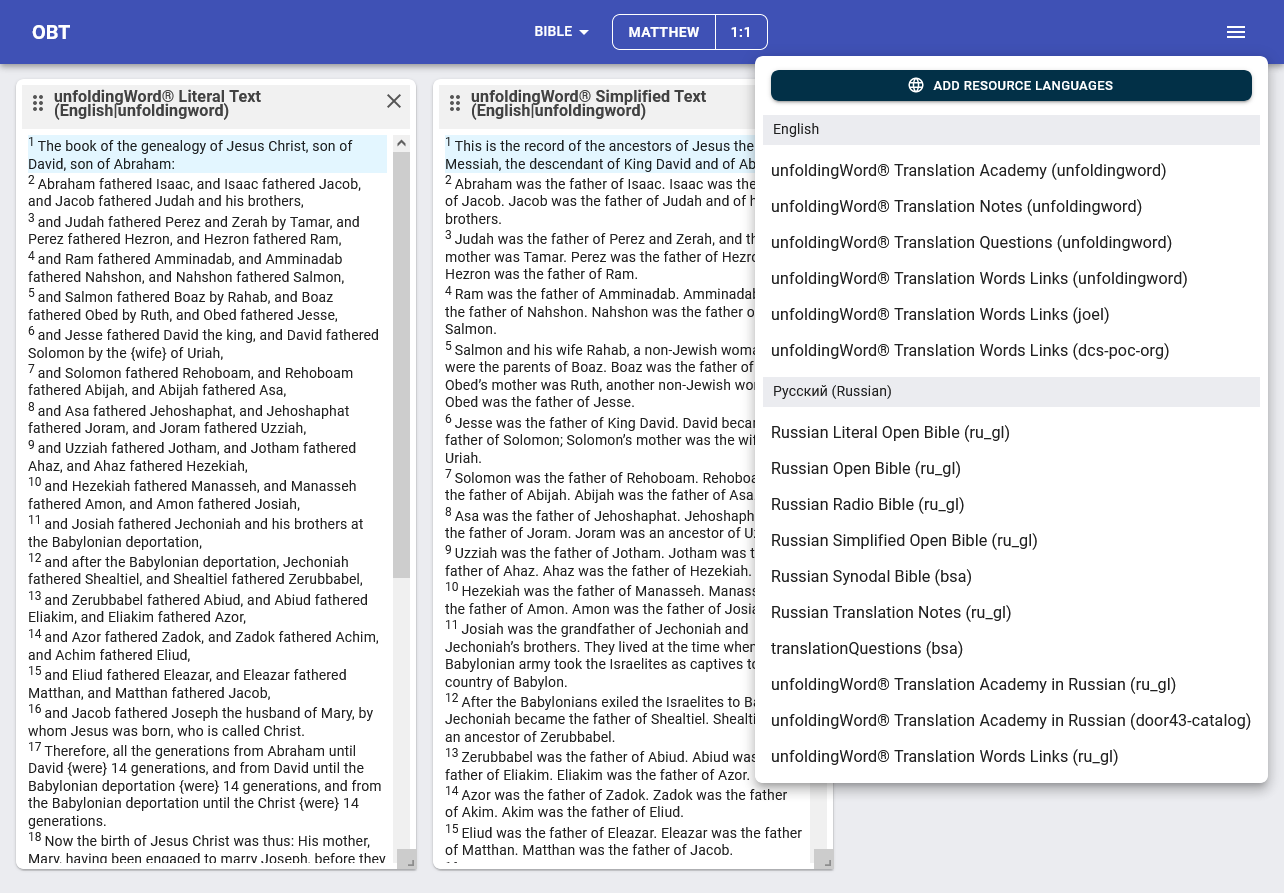 OBT
BIBLE
MATTHEW
1:1
unfoldingWord® Literal Text
(English|unfoldingword)
1 The book of the genealogy of Jesus Christ, son of
David, son of Abraham:
2 Abraham fathered Isaac, and Isaac fathered Jacob,
and Jacob fathered Judah and his brothers,
3 and Judah fathered Perez and Zerah by Tamar, and
Perez fathered Hezron, and Hezron fathered Ram,
4 and Ram fathered Amminadab, and Amminadab
fathered Nahshon, and Nahshon fathered Salmon,
5 and Salmon fathered Boaz by Rahab, and Boaz
fathered Obed by Ruth, and Obed fathered Jesse,
6 and Jesse fathered David the king, and David fathered
Solomon by the {wife} of Uriah,
7 and Solomon fathered Rehoboam, and Rehoboam
fathered Abijah, and Abijah fathered Asa,
8 and Asa fathered Jehoshaphat, and Jehoshaphat
fathered Joram, and Joram fathered Uzziah,
9 and Uzziah fathered Jotham, and Jotham fathered
Ahaz, and Ahaz fathered Hezekiah,
10 and Hezekiah fathered Manasseh, and Manasseh
fathered Amon, and Amon fathered Josiah,
11 and Josiah fathered Jechoniah and his brothers at
the Babylonian deportation,
12 and after the Babylonian deportation, Jechoniah
fathered Shealtiel, and Shealtiel fathered Zerubbabel,
13 and Zerubbabel fathered Abiud, and Abiud fathered
Eliakim, and Eliakim fathered Azor,
14 and Azor fathered Zadok, and Zadok fathered Achim,
and Achim fathered Eliud,
15 and Eliud fathered Eleazar, and Eleazar fathered
Matthan, and Matthan fathered Jacob,
16 and Jacob fathered Joseph the husband of Mary, by
whom Jesus was born, who is called Christ.
17 Therefore, all the generations from Abraham until
David {were} 14 generations, and from David until the
Babylonian deportation {were} 14 generations, and from
the Babylonian deportation until the Christ {were} 14
generations.
18 Now the birth of Jesus Christ was thus: His mother,
Mary, having been engaged to marry Joseph, before they
unfoldingWord® Simplified Text
(English|unfoldingword)
1 This is the record of the ancestors of Jesus the
Messiah, the descendant of King David and of Ab
2 Abraham was the father of Isaac. Isaac was the
of Jacob. Jacob was the father of Judah and of h
brothers.
3 Judah was the father of Perez and Zerah, and th
mother was Tamar. Perez was the father of Hezro
Hezron was the father of Ram.
4 Ram was the father of Amminadab. Amminadab
the father of Nahshon. Nahshon was the father o
Salmon.
5 Salmon and his wife Rahab, a non-Jewish woma
were the parents of Boaz. Boaz was the father of
Obed’s mother was Ruth, another non-Jewish wo
Obed was the father of Jesse.
6 Jesse was the father of King David. David becam
father of Solomon; Solomon’s mother was the wif
Uriah.
7 Solomon was the father of Rehoboam. Rehoboa
the father of Abijah. Abijah was the father of Asa.
8 Asa was the father of Jehoshaphat. Jehoshaph
the father of Joram. Joram was an ancestor of Uz
9 Uzziah was the father of Jotham. Jotham was t
father of Ahaz. Ahaz was the father of Hezekiah.
10 Hezekiah was the father of Manasseh. Manass
the father of Amon. Amon was the father of Josia
11 Josiah was the grandfather of Jechoniah and
Jechoniah’s brothers. They lived at the time when
Babylonian army took the Israelites as captives to
country of Babylon.
12 After the Babylonians exiled the Israelites to Ba
Jechoniah became the father of Shealtiel. Shealti
an ancestor of Zerubbabel.
13 Zerubbabel was the father of Abiud. Abiud was
father of Eliakim. Eliakim was the father of Azor.
14 Azor was the father of Zadok. Zadok was the father
of Akim. Akim was the father of Eliud.
15 Eliud was the father of Eleazar. Eleazar was the father
of Matthan. Matthan was the father of Jacob.
ADD RESOURCE LANGUAGES
English
unfoldingWord® Translation Academy (unfoldingword)
unfoldingWord® Translation Notes (unfoldingword)
unfoldingWord® Translation Questions (unfoldingword)
unfoldingWord® Translation Words Links (unfoldingword)
unfoldingWord® Translation Words Links (joel)
unfoldingWord® Translation Words Links (dcs-poc-org)
Русский (Russian)
Russian Literal Open Bible (ru_gl)
Russian Open Bible (ru_gl)
Russian Radio Bible (ru_gl)
Russian Simplified Open Bible (ru_gl)
Russian Synodal Bible (bsa)
Russian Translation Notes (ru_gl)
translationQuestions (bsa)
unfoldingWord® Translation Academy in Russian (ru_gl)
unfoldingWord® Translation Academy in Russian (door43-catalog)
unfoldingWord® Translation Words Links (ru_gl)